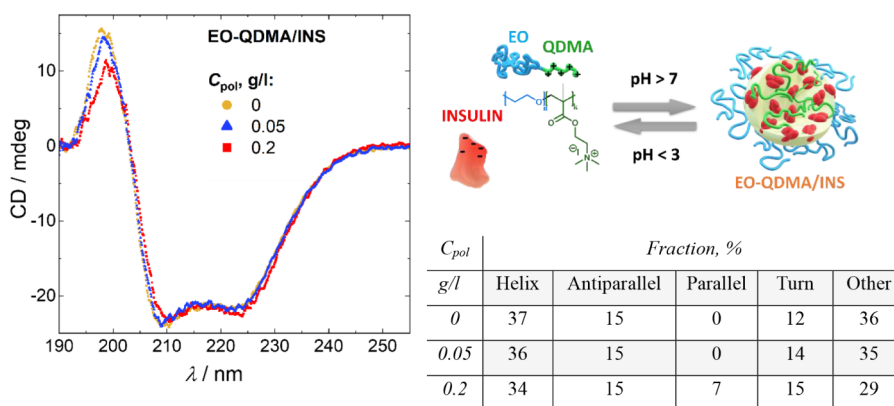 EO-QDMA/INS
C_pol, g/l:
0
0.05
0.2
CD / mdeg
10
0
-10
-20
190 200 210 220 230 240 250
λ / nm
EO
QDMA
INSULIN
pH > 7
pH < 3
EO-QDMA/INS
C_pol Fraction, %
g/l Helix Antiparallel Parallel Turn Other
0 37 15 0 12 36
0.05 36 15 0 14 35
0.2 34 15 7 15 29